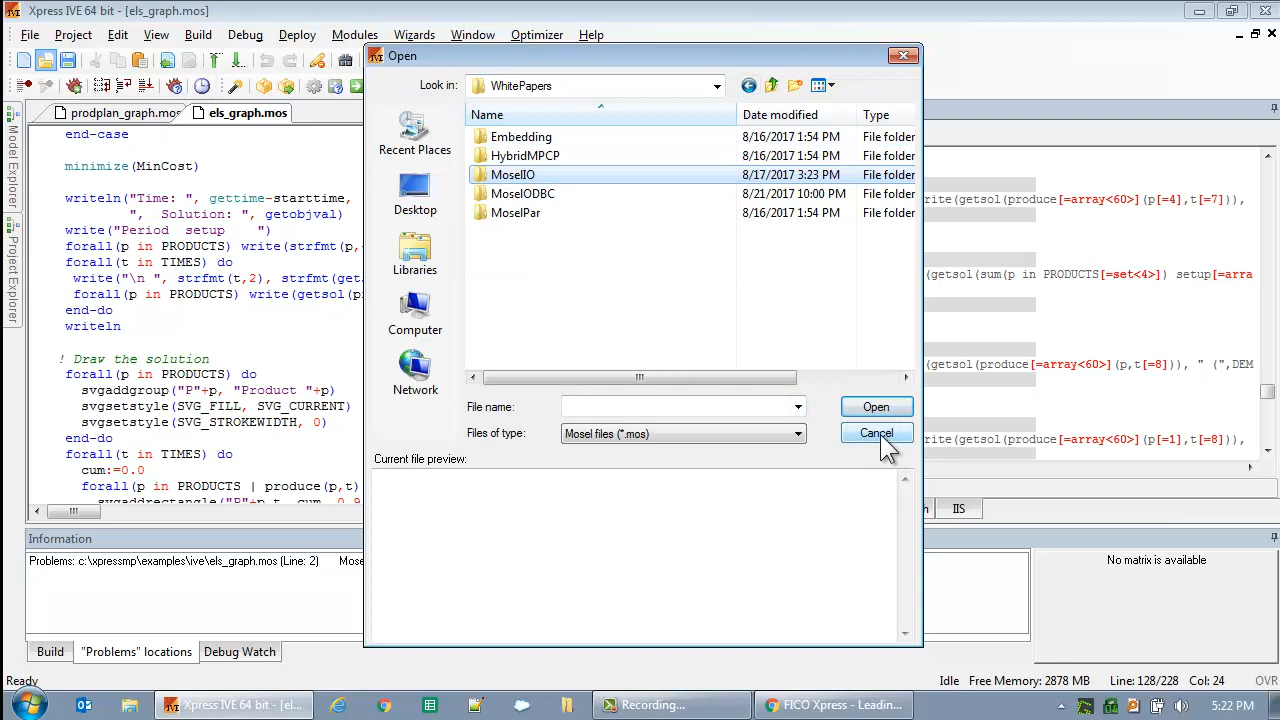 Xpress IVE 64 bit - [els_graph.mos]
File Project Edit View Build Debug Deploy Modules Wizards Window Optimizer Help
prodplan_graph.mos els_graph.mos
Model Explorer
Project Explorer
end-case
minimize(MinCost)
writeln("Time: ", gettime-starttime,
", Solution: ", getobjval)
write("Period setup ")
forall(p in PRODUCTS) write(strfmt(p,
forall(t in TIMES) do
write("\n ", strfmt(t,2), strfmt(get
forall(p in PRODUCTS) write(getsol(p
end-do
writeln
! Draw the solution
forall(p in PRODUCTS) do
svgaddgroup("P"+p, "Product "+p)
svgsetstyle(SVG_FILL, SVG_CURRENT)
svgsetstyle(SVG_STROKEWIDTH, 0)
end-do
forall(t in TIMES) do
cum:=0.0
forall(p in PRODUCTS | produce(p,t)
svgaddrectangle("P"+p,t, cum, 0.9
Open
Look in: WhitePapers
Name Date modified Type
Embedding 8/16/2017 1:54 PM File folder
HybridMPCP 8/16/2017 1:54 PM File folder
MoselIO 8/17/2017 3:23 PM File folder
MoselODBC 8/21/2017 10:00 PM File folder
MoselPar 8/16/2017 1:54 PM File folder
Recent Places
Desktop
Libraries
Computer
Network
File name: Open
Files of type: Mosel files (*.mos) Cancel
Current file preview:
write(getsol(produce[=array<60>](p[=4],t[=7])),
(getsol(sum(p in PRODUCTS[=set<4>]) setup[=arra
(getsol(produce[=array<60>](p,t[=8])), " (",DEM
write(getsol(produce[=array<60>](p[=1],t[=8])),
IIS
Information
Problems: c:\xpressmp\examples\ive\els_graph.mos (Line: 2) Mose
No matrix is available
Build "Problems" locations Debug Watch
Ready Idle Free Memory: 2878 MB Line: 128/228 Col: 24 OVR
Xpress IVE 64 bit - [e... Recording... FICO Xpress - Leadin... 5:22 PM